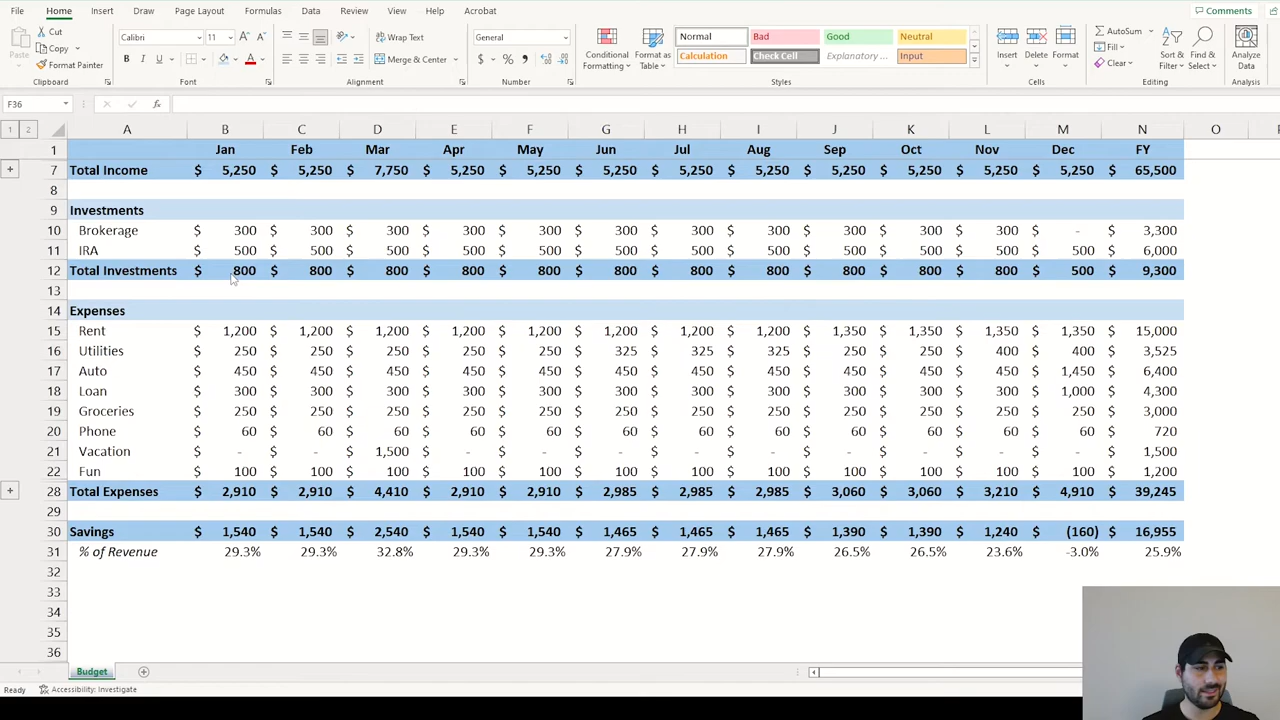 File Home Insert Draw Page Layout Formulas Data Review View Help Acrobat Comments
Cut
Copy
Format Painter
Paste
Calibri 11
Wrap Text
Merge & Center
General
Conditional Formatting
Format as Table
Normal Bad Good Neutral
Calculation Check Cell Explanatory ... Input
Insert Delete Format
AutoSum
Fill
Clear
Sort & Filter
Find & Select
Analyze Data
Clipboard Font Alignment Number Styles Cells Editing Analysis
F36 fx
1 2 A B C D E F G H I J K L M N O
1 Jan Feb Mar Apr May Jun Jul Aug Sep Oct Nov Dec FY
7 Total Income $ 5,250 $ 5,250 $ 7,750 $ 5,250 $ 5,250 $ 5,250 $ 5,250 $ 5,250 $ 5,250 $ 5,250 $ 5,250 $ 5,250 $ 65,500
8
9 Investments
10 Brokerage $ 300 $ 300 $ 300 $ 300 $ 300 $ 300 $ 300 $ 300 $ 300 $ 300 $ 300 $ - $ 3,300
11 IRA $ 500 $ 500 $ 500 $ 500 $ 500 $ 500 $ 500 $ 500 $ 500 $ 500 $ 500 $ 500 $ 6,000
12 Total Investments $ 800 $ 800 $ 800 $ 800 $ 800 $ 800 $ 800 $ 800 $ 800 $ 800 $ 800 $ 500 $ 9,300
13
14 Expenses
15 Rent $ 1,200 $ 1,200 $ 1,200 $ 1,200 $ 1,200 $ 1,200 $ 1,200 $ 1,200 $ 1,350 $ 1,350 $ 1,350 $ 1,350 $ 15,000
16 Utilities $ 250 $ 250 $ 250 $ 250 $ 250 $ 325 $ 325 $ 325 $ 250 $ 250 $ 400 $ 400 $ 3,525
17 Auto $ 450 $ 450 $ 450 $ 450 $ 450 $ 450 $ 450 $ 450 $ 450 $ 450 $ 450 $ 1,450 $ 6,400
18 Loan $ 300 $ 300 $ 300 $ 300 $ 300 $ 300 $ 300 $ 300 $ 300 $ 300 $ 300 $ 1,000 $ 4,300
19 Groceries $ 250 $ 250 $ 250 $ 250 $ 250 $ 250 $ 250 $ 250 $ 250 $ 250 $ 250 $ 250 $ 3,000
20 Phone $ 60 $ 60 $ 60 $ 60 $ 60 $ 60 $ 60 $ 60 $ 60 $ 60 $ 60 $ 60 $ 720
21 Vacation $ - $ - $ 1,500 $ - $ - $ - $ - $ - $ - $ - $ - $ - $ 1,500
22 Fun $ 100 $ 100 $ 100 $ 100 $ 100 $ 100 $ 100 $ 100 $ 100 $ 100 $ 100 $ 100 $ 1,200
28 Total Expenses $ 2,910 $ 2,910 $ 4,410 $ 2,910 $ 2,910 $ 2,985 $ 2,985 $ 2,985 $ 3,060 $ 3,060 $ 3,210 $ 4,910 $ 39,245
29
30 Savings $ 1,540 $ 1,540 $ 2,540 $ 1,540 $ 1,540 $ 1,465 $ 1,465 $ 1,465 $ 1,390 $ 1,390 $ 1,240 $ (160) $ 16,955
31 % of Revenue 29.3% 29.3% 32.8% 29.3% 29.3% 27.9% 27.9% 27.9% 26.5% 26.5% 23.6% -3.0% 25.9%
32
33
34
35
36
Budget
Ready Accessibility: Investigate